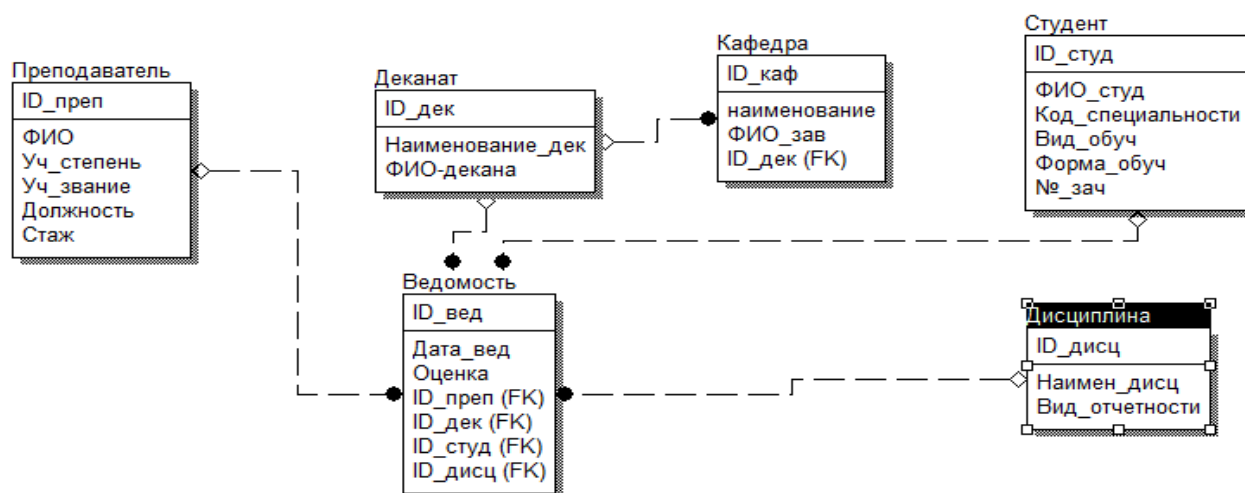 Преподаватель
ID_преп
ФИО
Уч_степень
Уч_звание
Должность
Стаж
Деканат
ID_дек
Наименование_дек
ФИО-декана
Кафедра
ID_каф
наименование
ФИО_зав
ID_дек (FK)
Студент
ID_студ
ФИО_студ
Код_специальности
Вид_обуч
Форма_обуч
№_зач
Ведомость
ID_вед
Дата_вед
Оценка
ID_преп (FK)
ID_дек (FK)
ID_студ (FK)
ID_дисц (FK)
Дисциплина
ID_дисц
Наимен_дисц
Вид_отчетности